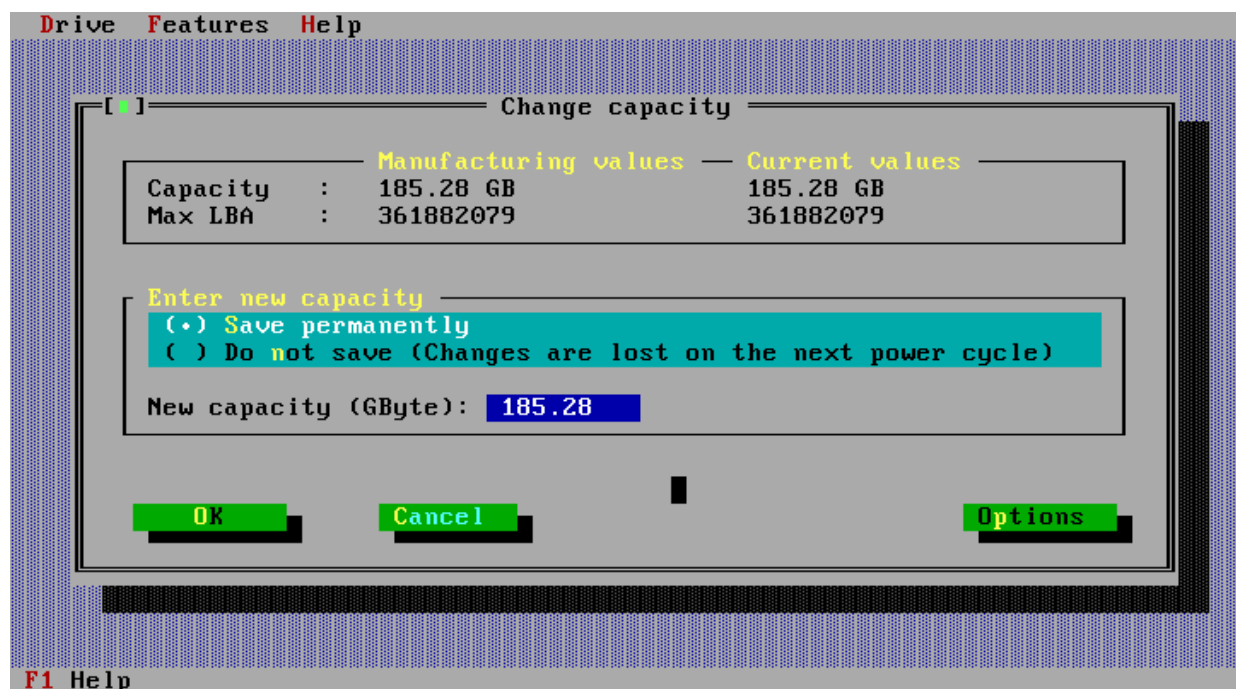 Drive Features Help
[ ] Change capacity
Manufacturing values Current values
Capacity : 185.28 GB 185.28 GB
Max LBA : 361882079 361882079
Enter new capacity
(•) Save permanently
( ) Do not save (Changes are lost on the next power cycle)
New capacity (GByte): 185.28
OK Cancel Options
F1 Help